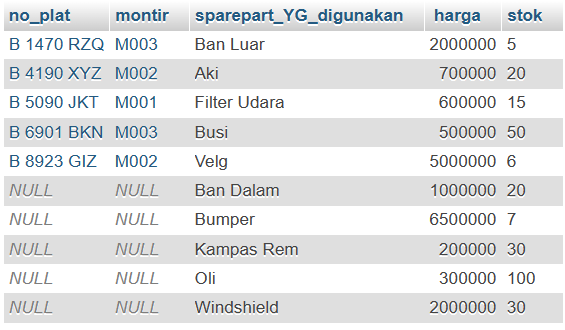 no_plat montir sparepart_YG_digunakan harga stok
B 1470 RZQ M003 Ban Luar 2000000 5
B 4190 XYZ M002 Aki 700000 20
B 5090 JKT M001 Filter Udara 600000 15
B 6901 BKN M003 Busi 500000 50
B 8923 GIZ M002 Velg 5000000 6
NULL NULL Ban Dalam 1000000 20
NULL NULL Bumper 6500000 7
NULL NULL Kampas Rem 200000 30
NULL NULL Oli 300000 100
NULL NULL Windshield 2000000 30